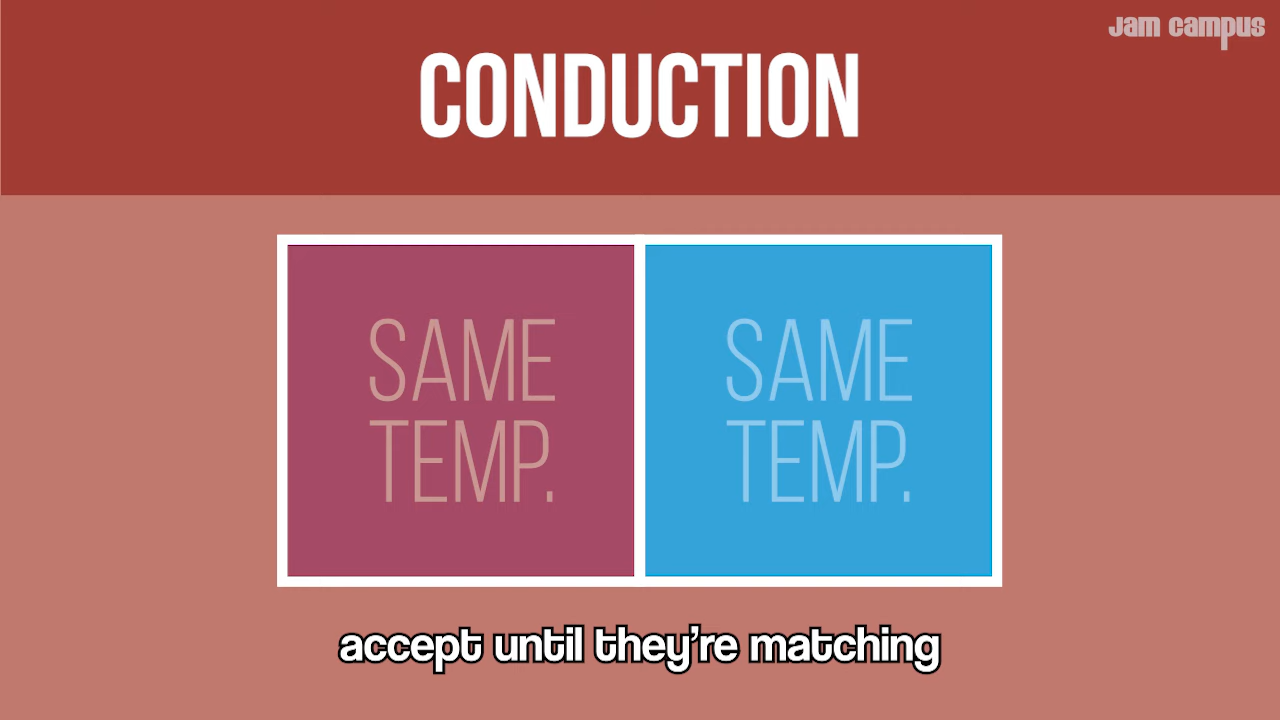 Jam campus
CONDUCTION
SAME
TEMP.
SAME
TEMP.
accept until they're matching